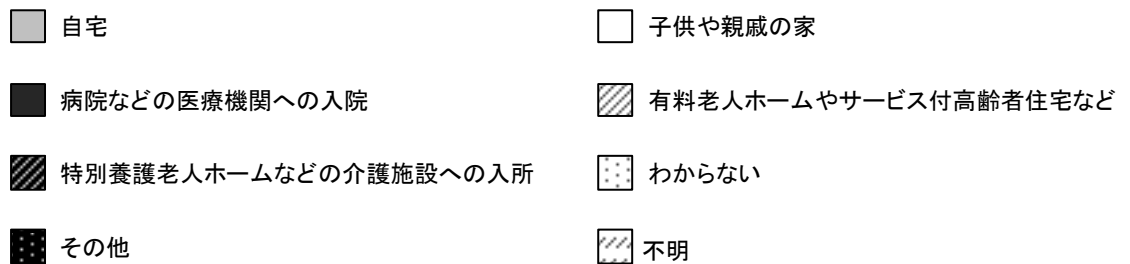 自宅
子供や親戚の家
病院などの医療機関への入院
有料老人ホームやサービス付高齢者住宅など
特別養護老人ホームなどの介護施設への入所
わからない
その他
不明